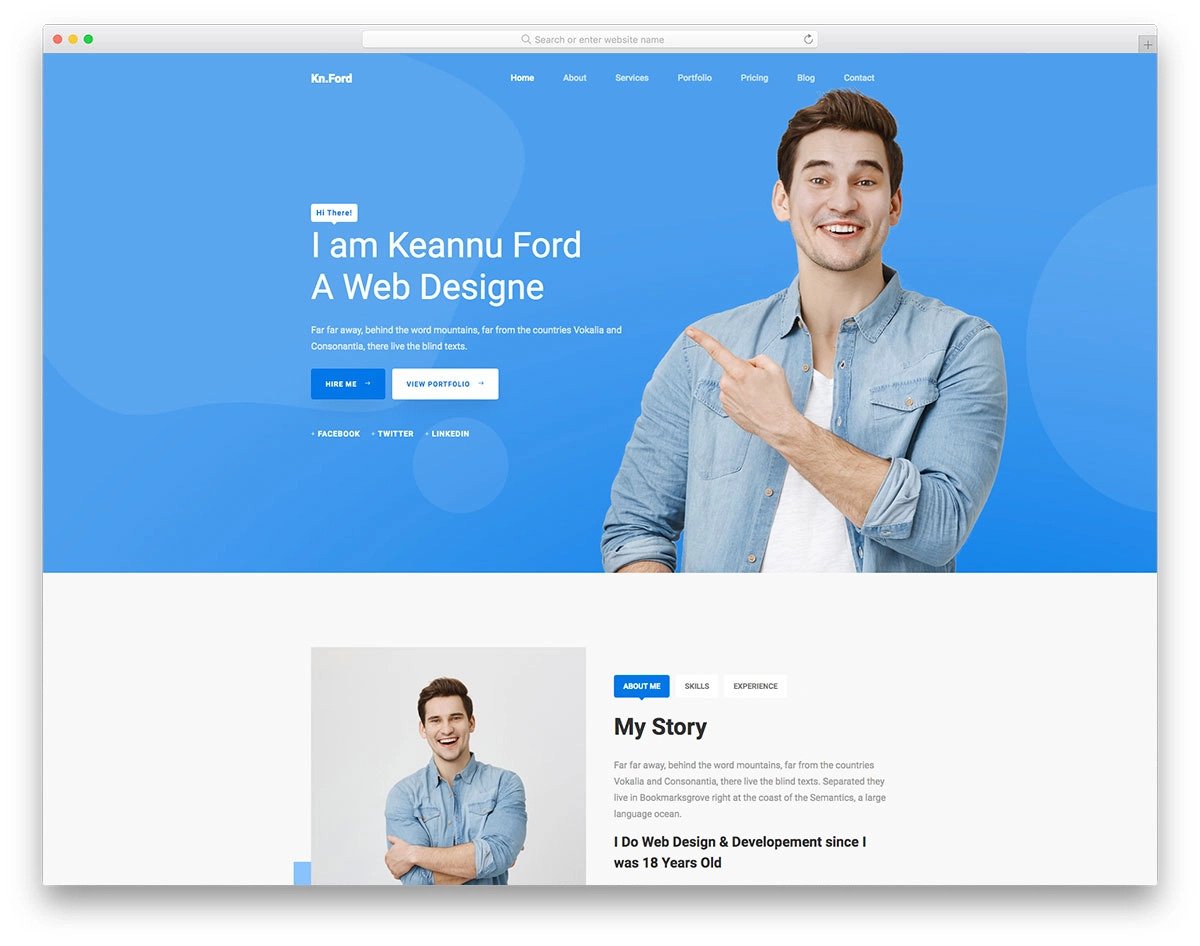 Search or enter website name
Kn.Ford
Home About Services Portfolio Pricing Blog Contact
Hi There!
I am Keannu Ford
A Web Designe
Far far away, behind the word mountains, far from the countries Vokalia and
Consonantia, there live the blind texts.
HIRE ME → VIEW PORTFOLIO →
+ FACEBOOK + TWITTER + LINKEDIN
ABOUT ME SKILLS EXPERIENCE
My Story
Far far away, behind the word mountains, far from the countries
Vokalia and Consonantia, there live the blind texts. Separated they
live in Bookmarksgrove right at the coast of the Semantics, a large
language ocean.
I Do Web Design & Developement since I
was 18 Years Old